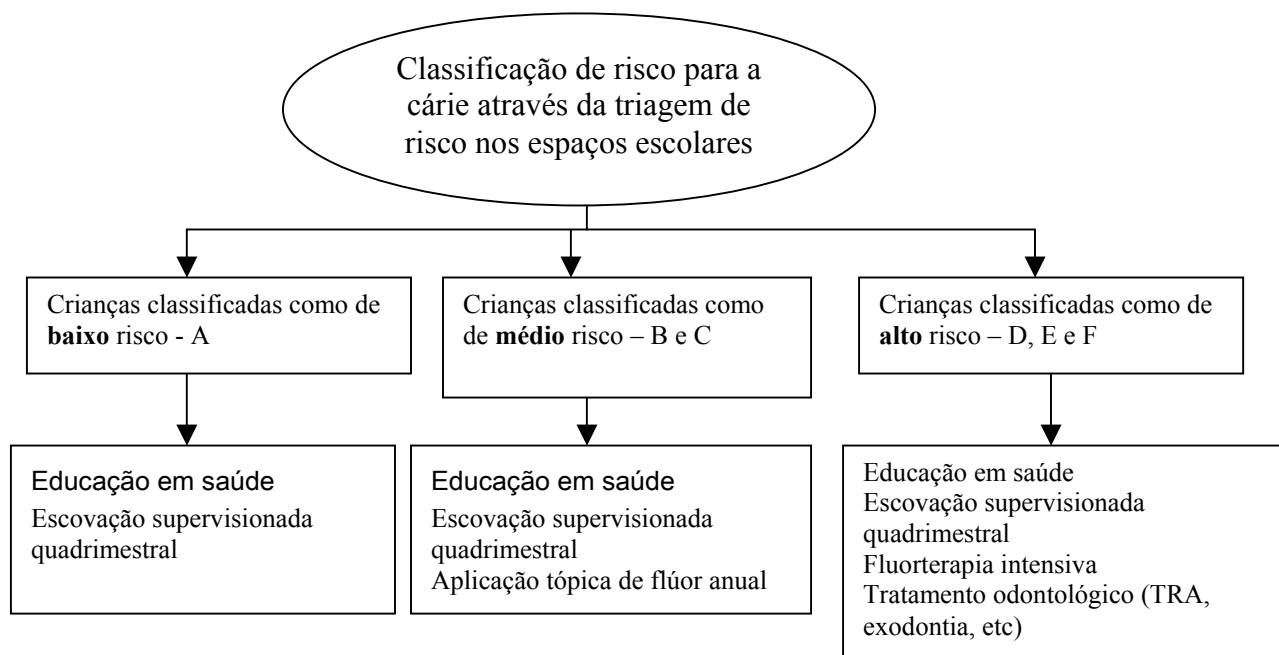 Classificação de risco para a
cárie através da triagem de
risco nos espaços escolares
Crianças classificadas como de
baixo risco - A
Crianças classificadas como
de médio risco – B e C
Crianças classificadas como de
alto risco – D, E e F
Educação em saúde
Escovação supervisionada
quadrimestral
Educação em saúde
Escovação supervisionada
quadrimestral
Aplicação tópica de flúor anual
Educação em saúde
Escovação supervisionada
quadrimestral
Fluorterapia intensiva
Tratamento odontológico (TRA,
exodontia, etc)